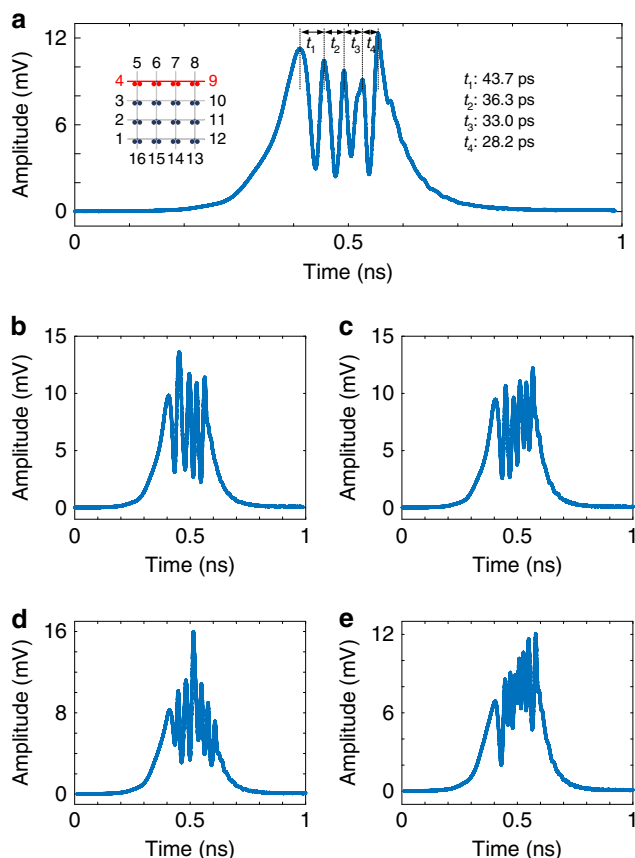 a
Amplitude (mV)
12
6
0
t1 t2 t3 t4
5 6 7 8
4 9
3 10
2 11
1 12
16 15 14 13
t1: 43.7 ps
t2: 36.3 ps
t3: 33.0 ps
t4: 28.2 ps
0 0.5 1
Time (ns)
b
Amplitude (mV)
15
10
5
0
0 0.5 1
Time (ns)
c
Amplitude (mV)
15
10
5
0
0 0.5 1
Time (ns)
d
Amplitude (mV)
16
8
0
0 0.5 1
Time (ns)
e
Amplitude (mV)
12
6
0
0 0.5 1
Time (ns)